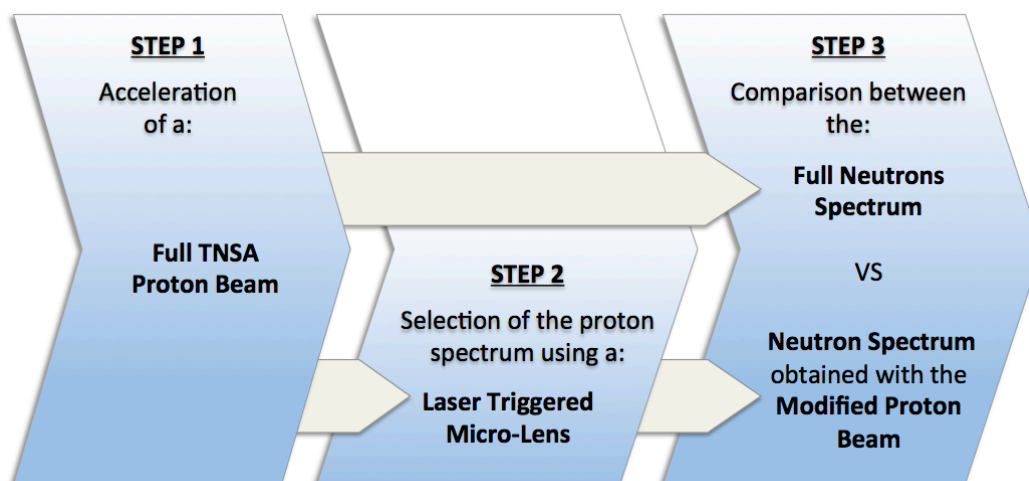 STEP 1
Acceleration
of a:
Full TNSA
Proton Beam
STEP 2
Selection of the proton
spectrum using a:
Laser Triggered
Micro-Lens
STEP 3
Comparison between
the:
Full Neutrons
Spectrum
VS
Neutron Spectrum
obtained with the
Modified Proton
Beam